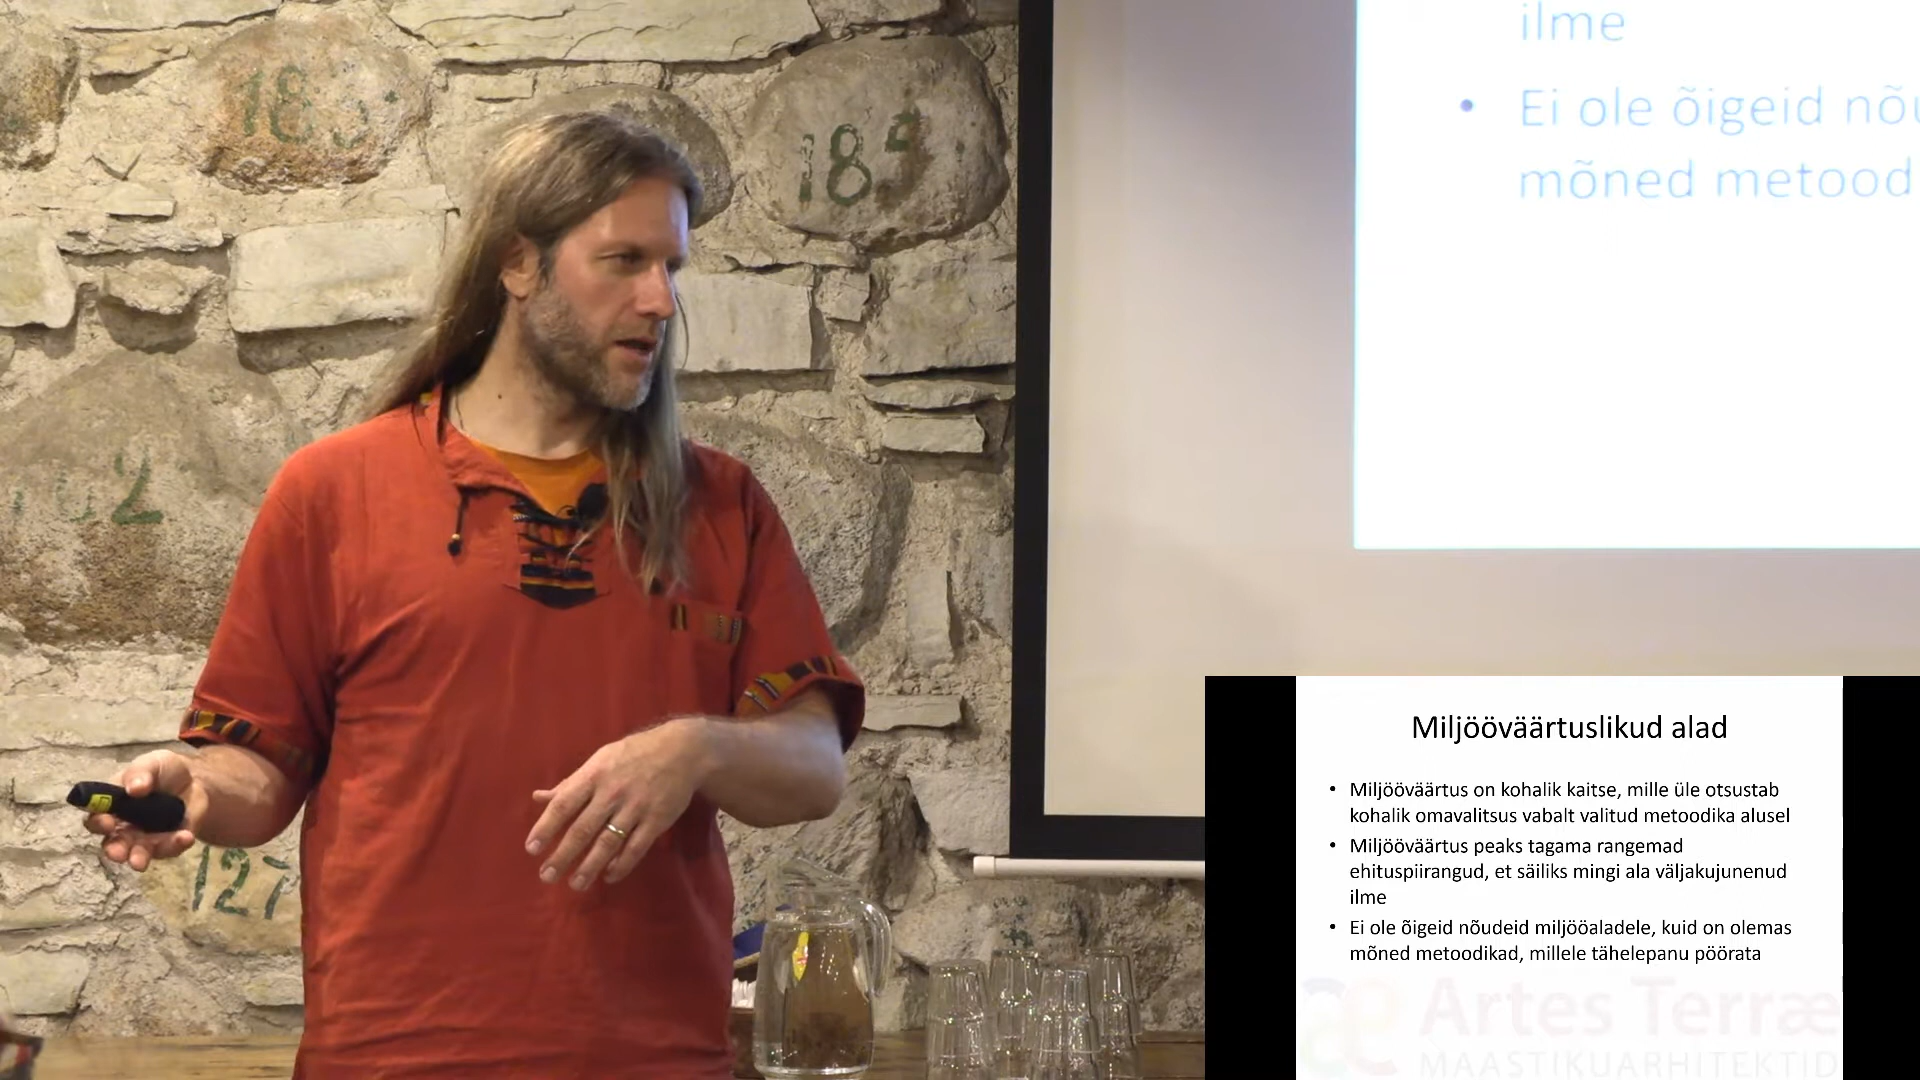 183
185
102
127
ilme
• Ei ole õigeid nõu
mõned metood
Miljööväärtuslikud alad
• Miljööväärtus on kohalik kaitse, mille üle otsustab
kohalik omavalitsus vabalt valitud metoodika alusel
• Miljööväärtus peaks tagama rangemad
ehituspiirangud, et säiliks mingi ala väljakujunenud
ilme
• Ei ole õigeid nõudeid miljööaladele, kuid on olemas
mõned metoodikad, millele tähelepanu pöörata
Artes Terræ
MAASTIKUARHITEKTID